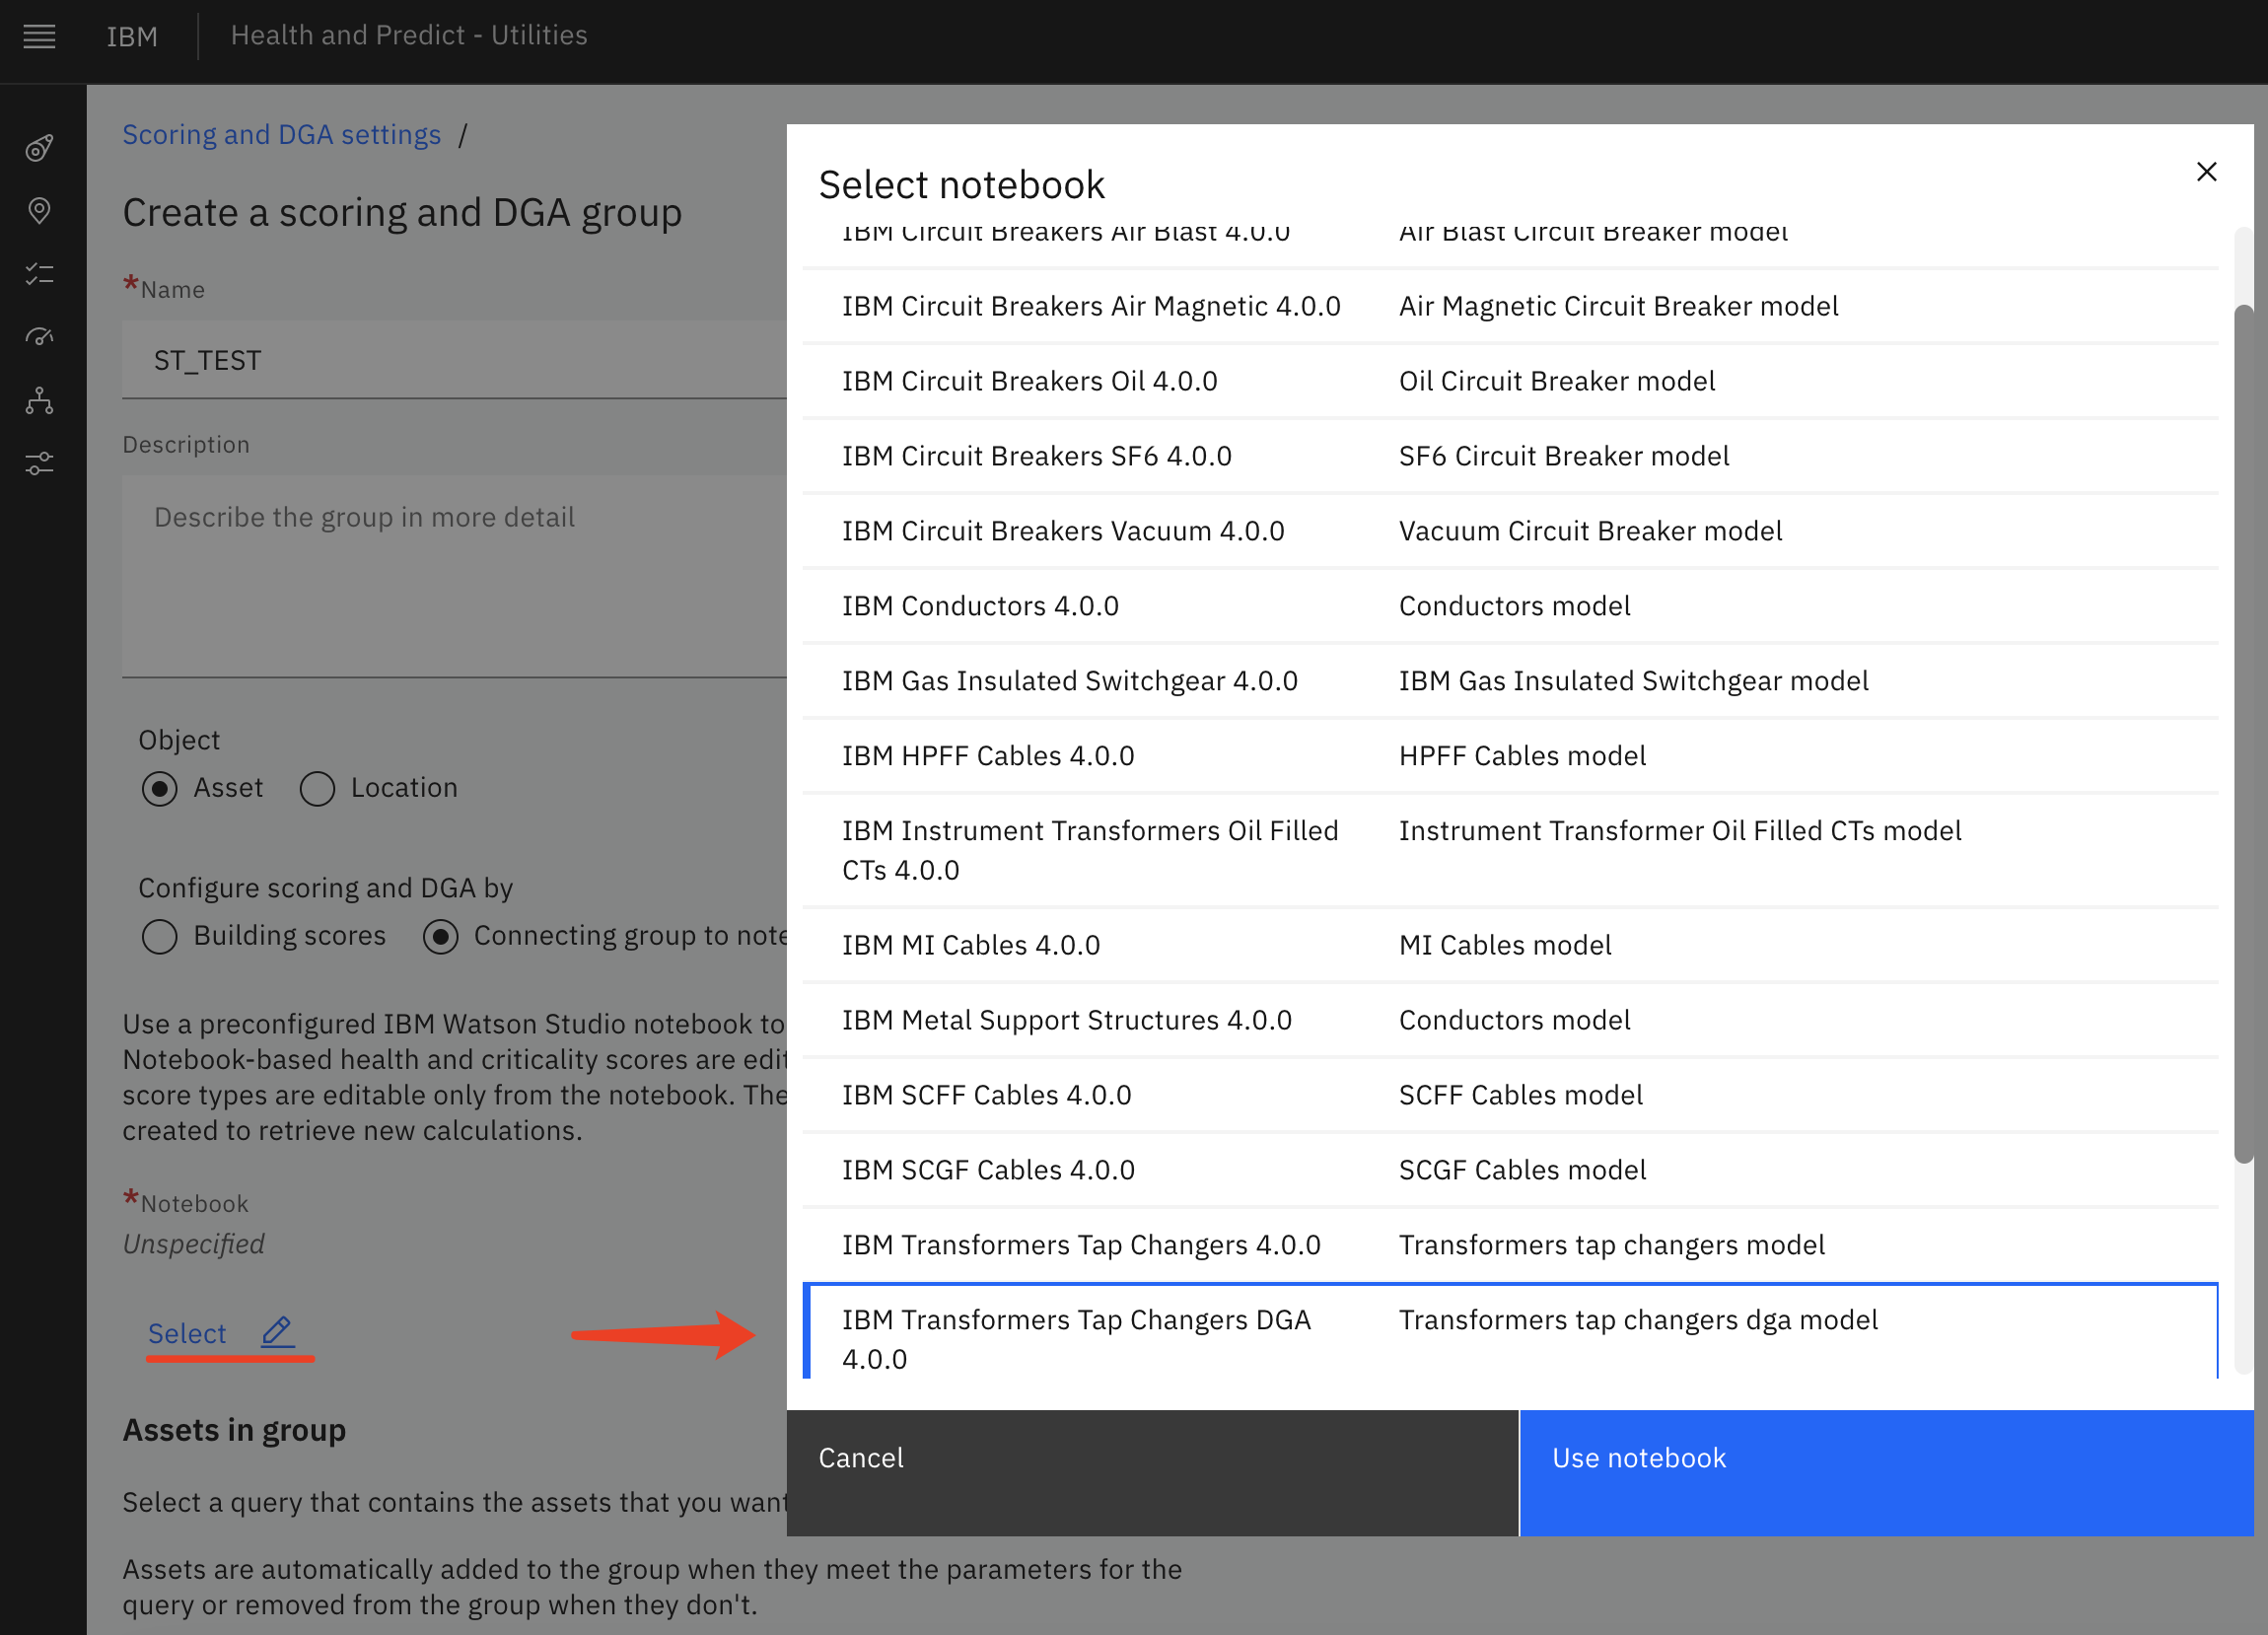 IBM
Health and Predict - Utilities
Scoring and DGA settings /
Create a scoring and DGA group
*Name
ST_TEST
Description
Describe the group in more detail
Object
Asset
Location
Configure scoring and DGA by
Building scores
Connecting group to note
Use a preconfigured IBM Watson Studio notebook to
Notebook-based health and criticality scores are edit
score types are editable only from the notebook. The
created to retrieve new calculations.
*Notebook
Unspecified
Select
Assets in group
Select a query that contains the assets that you want
Assets are automatically added to the group when they meet the parameters for the
query or removed from the group when they don't.
Select notebook
IBM Circuit Breakers Air Blast 4.0.0 Air Blast Circuit Breaker model
IBM Circuit Breakers Air Magnetic 4.0.0 Air Magnetic Circuit Breaker model
IBM Circuit Breakers Oil 4.0.0 Oil Circuit Breaker model
IBM Circuit Breakers SF6 4.0.0 SF6 Circuit Breaker model
IBM Circuit Breakers Vacuum 4.0.0 Vacuum Circuit Breaker model
IBM Conductors 4.0.0 Conductors model
IBM Gas Insulated Switchgear 4.0.0 IBM Gas Insulated Switchgear model
IBM HPFF Cables 4.0.0 HPFF Cables model
IBM Instrument Transformers Oil Filled Instrument Transformer Oil Filled CTs model
CTs 4.0.0
IBM MI Cables 4.0.0 MI Cables model
IBM Metal Support Structures 4.0.0 Conductors model
IBM SCFF Cables 4.0.0 SCFF Cables model
IBM SCGF Cables 4.0.0 SCGF Cables model
IBM Transformers Tap Changers 4.0.0 Transformers tap changers model
IBM Transformers Tap Changers DGA Transformers tap changers dga model
4.0.0
Cancel
Use notebook